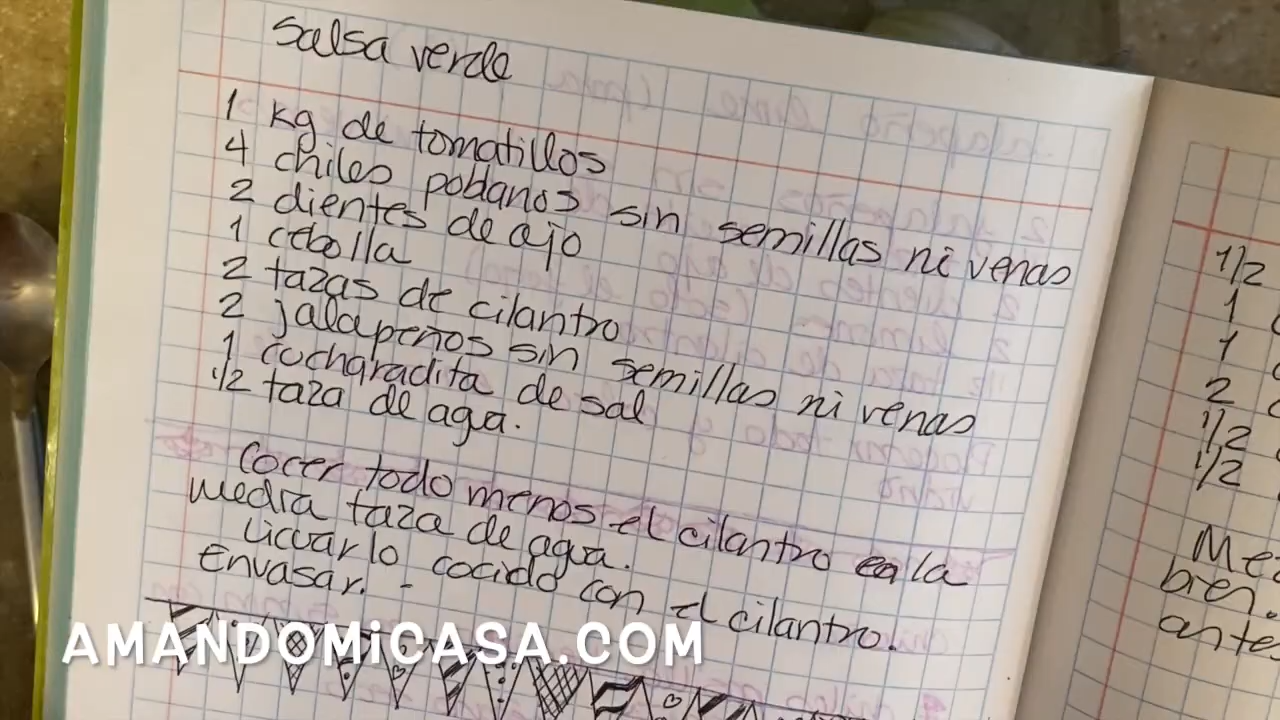 Salsa verde
1 kg de tomatillos
4 chiles poblanos sin semillas ni venas
2 dientes de ajo
1 cebolla
2 tazas de cilantro
2 jalapeños sin semillas ni venas
1 cucharadita de sal
1/2 taza de agua.
Cocer todo menos el cilantro en la
media taza de agua.
Licuar lo cocido con el cilantro.
Envasar. -
AMANDOMiCASA.COM
1/2
1
1
2
1/2
1/2
bien.